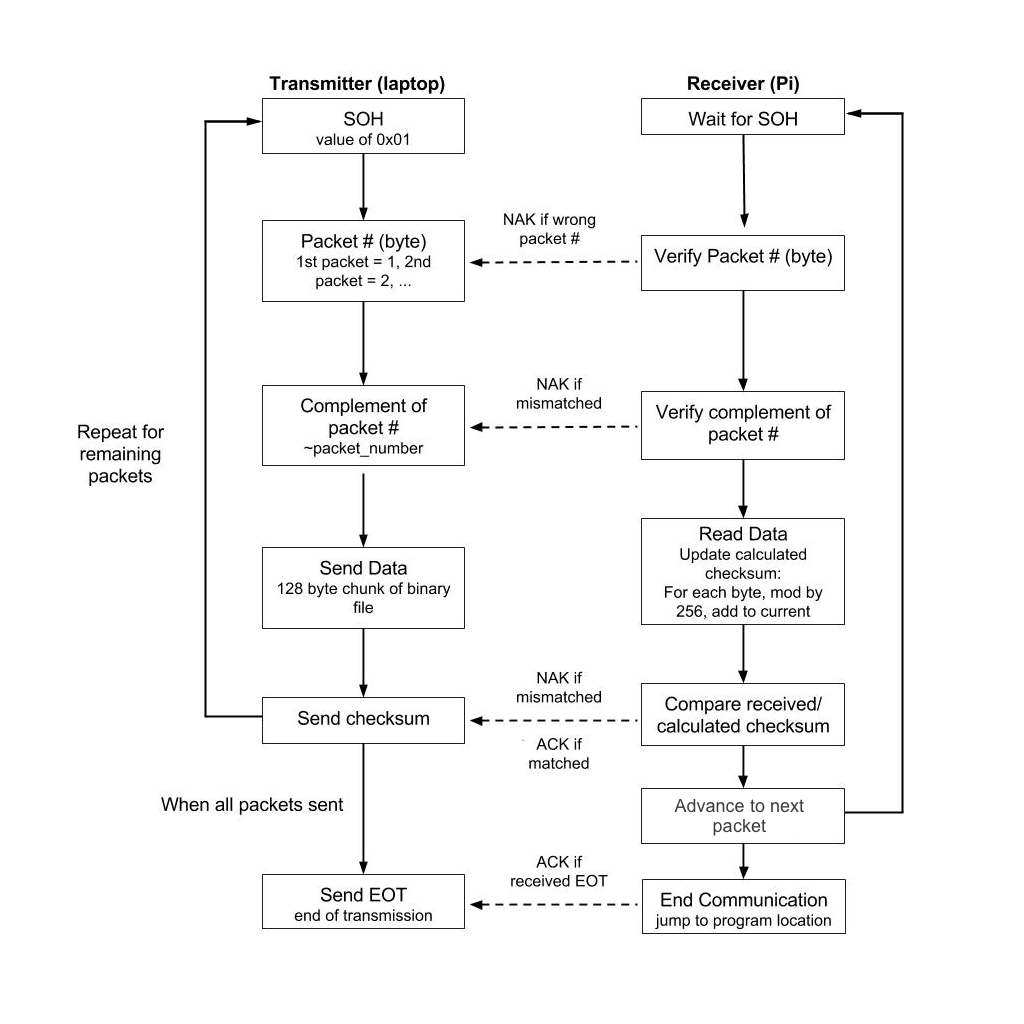 Transmitter (laptop)
Receiver (Pi)
SOH
value of 0x01
Wait for SOH
NAK if wrong
packet #
Packet # (byte)
1st packet = 1, 2nd
packet = 2, ...
Verify Packet # (byte)
NAK if
mismatched
Complement of
packet #
~packet_number
Verify complement of
packet #
Repeat for
remaining
packets
Send Data
128 byte chunk of binary
file
Read Data
Update calculated
checksum:
For each byte, mod by
256, add to current
NAK if
mismatched
Send checksum
Compare received/
calculated checksum
ACK if
matched
When all packets sent
Advance to next
packet
ACK if
received EOT
Send EOT
end of transmission
End Communication
jump to program location